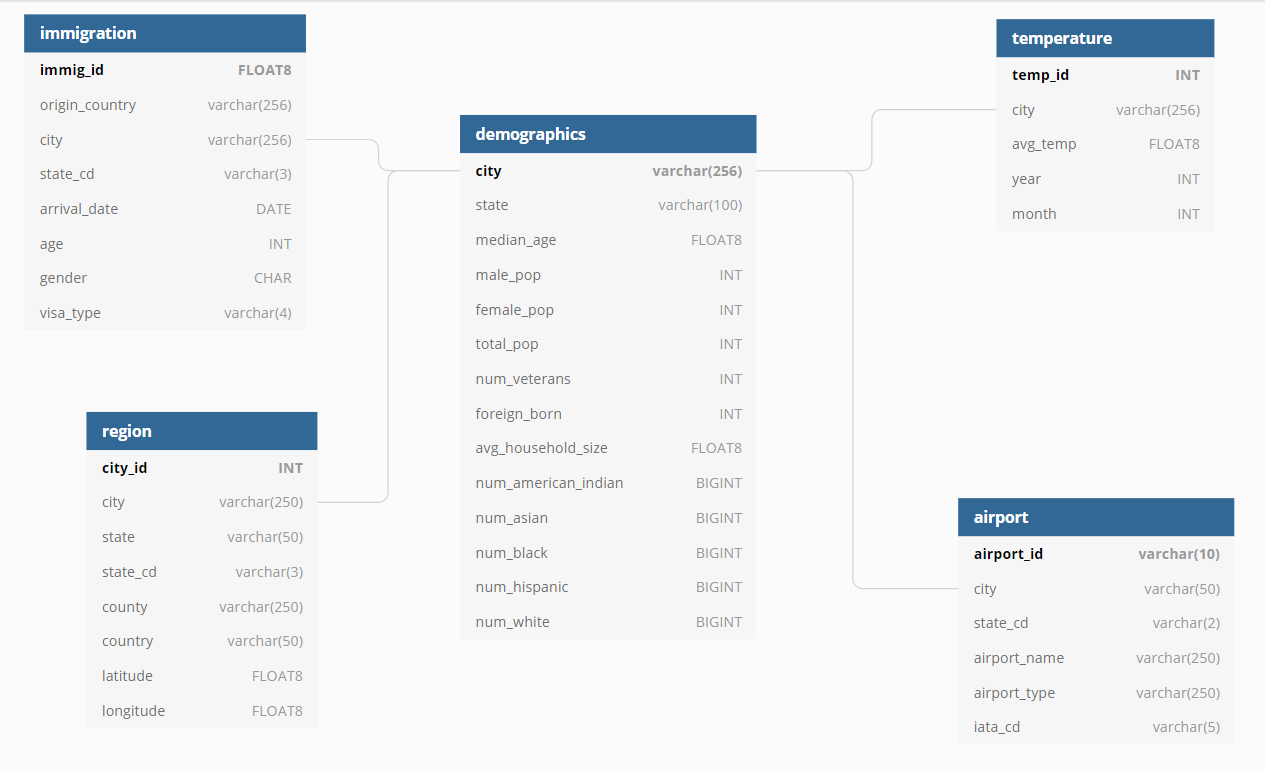 immigration
immig_id FLOAT8
origin_country varchar(256)
city varchar(256)
state_cd varchar(3)
arrival_date DATE
age INT
gender CHAR
visa_type varchar(4)
region
city_id INT
city varchar(250)
state varchar(50)
state_cd varchar(3)
county varchar(250)
country varchar(50)
latitude FLOAT8
longitude FLOAT8
demographics
city varchar(256)
state varchar(100)
median_age FLOAT8
male_pop INT
female_pop INT
total_pop INT
num_veterans INT
foreign_born INT
avg_household_size FLOAT8
num_american_indian BIGINT
num_asian BIGINT
num_black BIGINT
num_hispanic BIGINT
num_white BIGINT
temperature
temp_id INT
city varchar(256)
avg_temp FLOAT8
year INT
month INT
airport
airport_id varchar(10)
city varchar(50)
state_cd varchar(2)
airport_name varchar(250)
airport_type varchar(250)
iata_cd varchar(5)